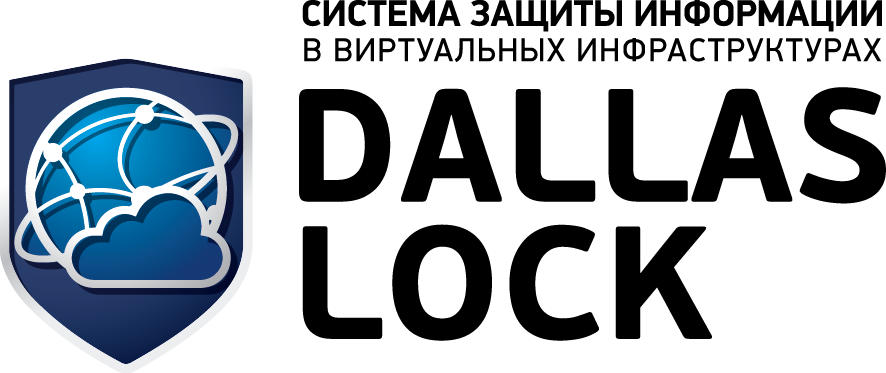 СИСТЕМА ЗАЩИТЫ ИНФОРМАЦИИ
В ВИРТУАЛЬНЫХ ИНФРАСТРУКТУРАХ
DALLAS
LOCK